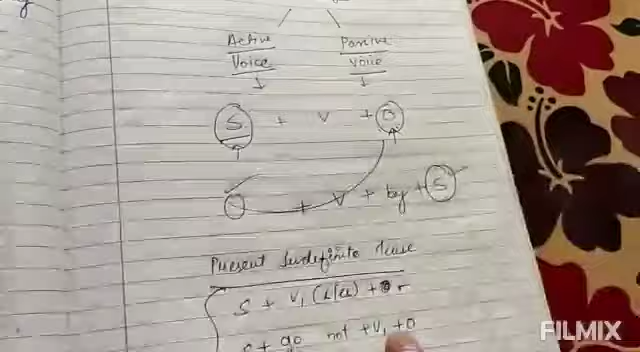 Active Passive
Voice Voice
S + V + O
O + V + by + S
Present Indefinite Tense
S + V1 (s/es) + O
S + do not + V1 + O
FILMIX